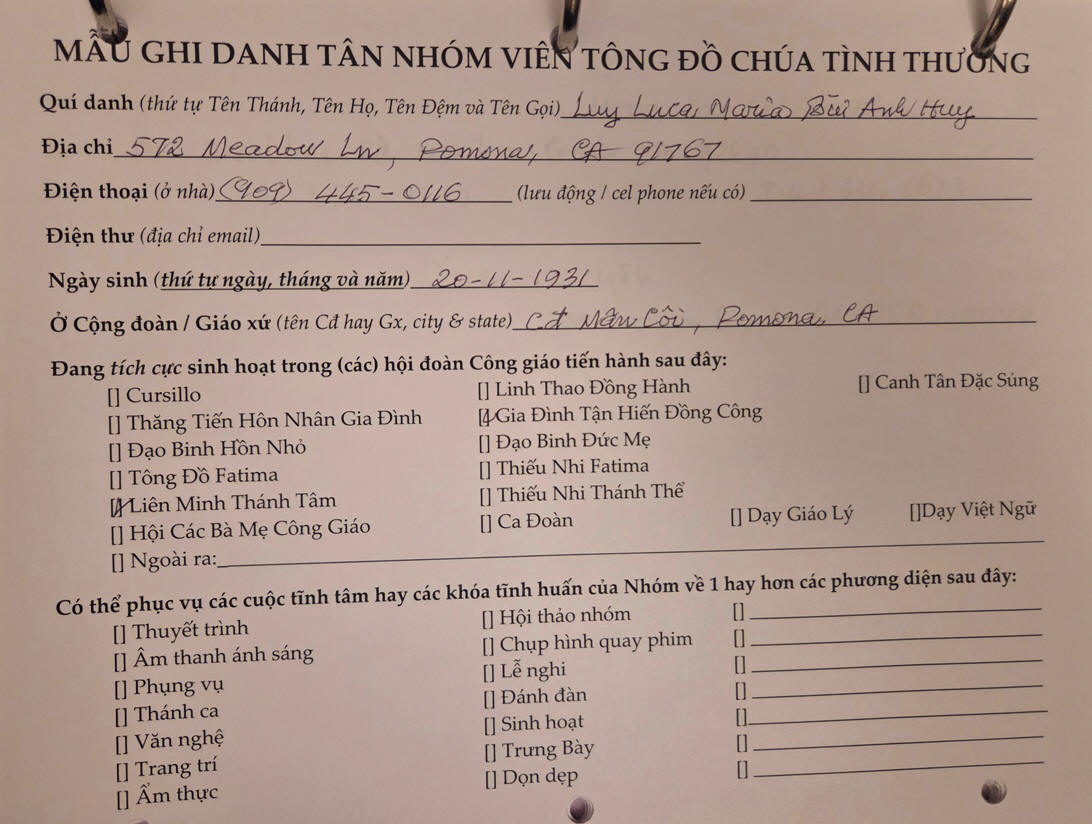 MẪU GHI DANH TÂN NHÓM VIÊN TÔNG ĐỒ CHÚA TÌNH THƯƠNG
Quí danh (thứ tự Tên Thánh, Tên Họ, Tên Đệm và Tên Gọi) Luy Luca Maria Bùi Anh Huy
Địa chỉ 572 Meadow Ln, Pomona, CA 91767
Điện thoại (ở nhà) (909) 445-0116 (lưu động / cel phone nếu có)
Điện thư (địa chỉ email)
Ngày sinh (thứ tự ngày, tháng và năm) 20-11-1931
Ở Cộng đoàn / Giáo xứ (tên Cđ hay Gx, city & state) Cđ Mân Côi, Pomona, CA
Đang tích cực sinh hoạt trong (các) hội đoàn Công giáo tiến hành sau đây:
[] Cursillo [] Linh Thao Đồng Hành [] Canh Tân Đặc Sủng
[] Thăng Tiến Hôn Nhân Gia Đình [✓] Gia Đình Tận Hiến Đồng Công
[] Đạo Binh Hồn Nhỏ [] Đạo Binh Đức Mẹ
[] Tông Đồ Fatima [] Thiếu Nhi Fatima
[✓] Liên Minh Thánh Tâm [] Thiếu Nhi Thánh Thể
[] Hội Các Bà Mẹ Công Giáo [] Ca Đoàn [] Dạy Giáo Lý []Dạy Việt Ngữ
[] Ngoài ra:
Có thể phục vụ các cuộc tĩnh tâm hay các khóa tĩnh huấn của Nhóm về 1 hay hơn các phương diện sau đây:
[] Thuyết trình [] Hội thảo nhóm []
[] Âm thanh ánh sáng [] Chụp hình quay phim []
[] Phụng vụ [] Lễ nghi []
[] Thánh ca [] Đánh đàn []
[] Văn nghệ [] Sinh hoạt []
[] Trang trí [] Trưng Bày []
[] Ẩm thực [] Dọn dẹp []